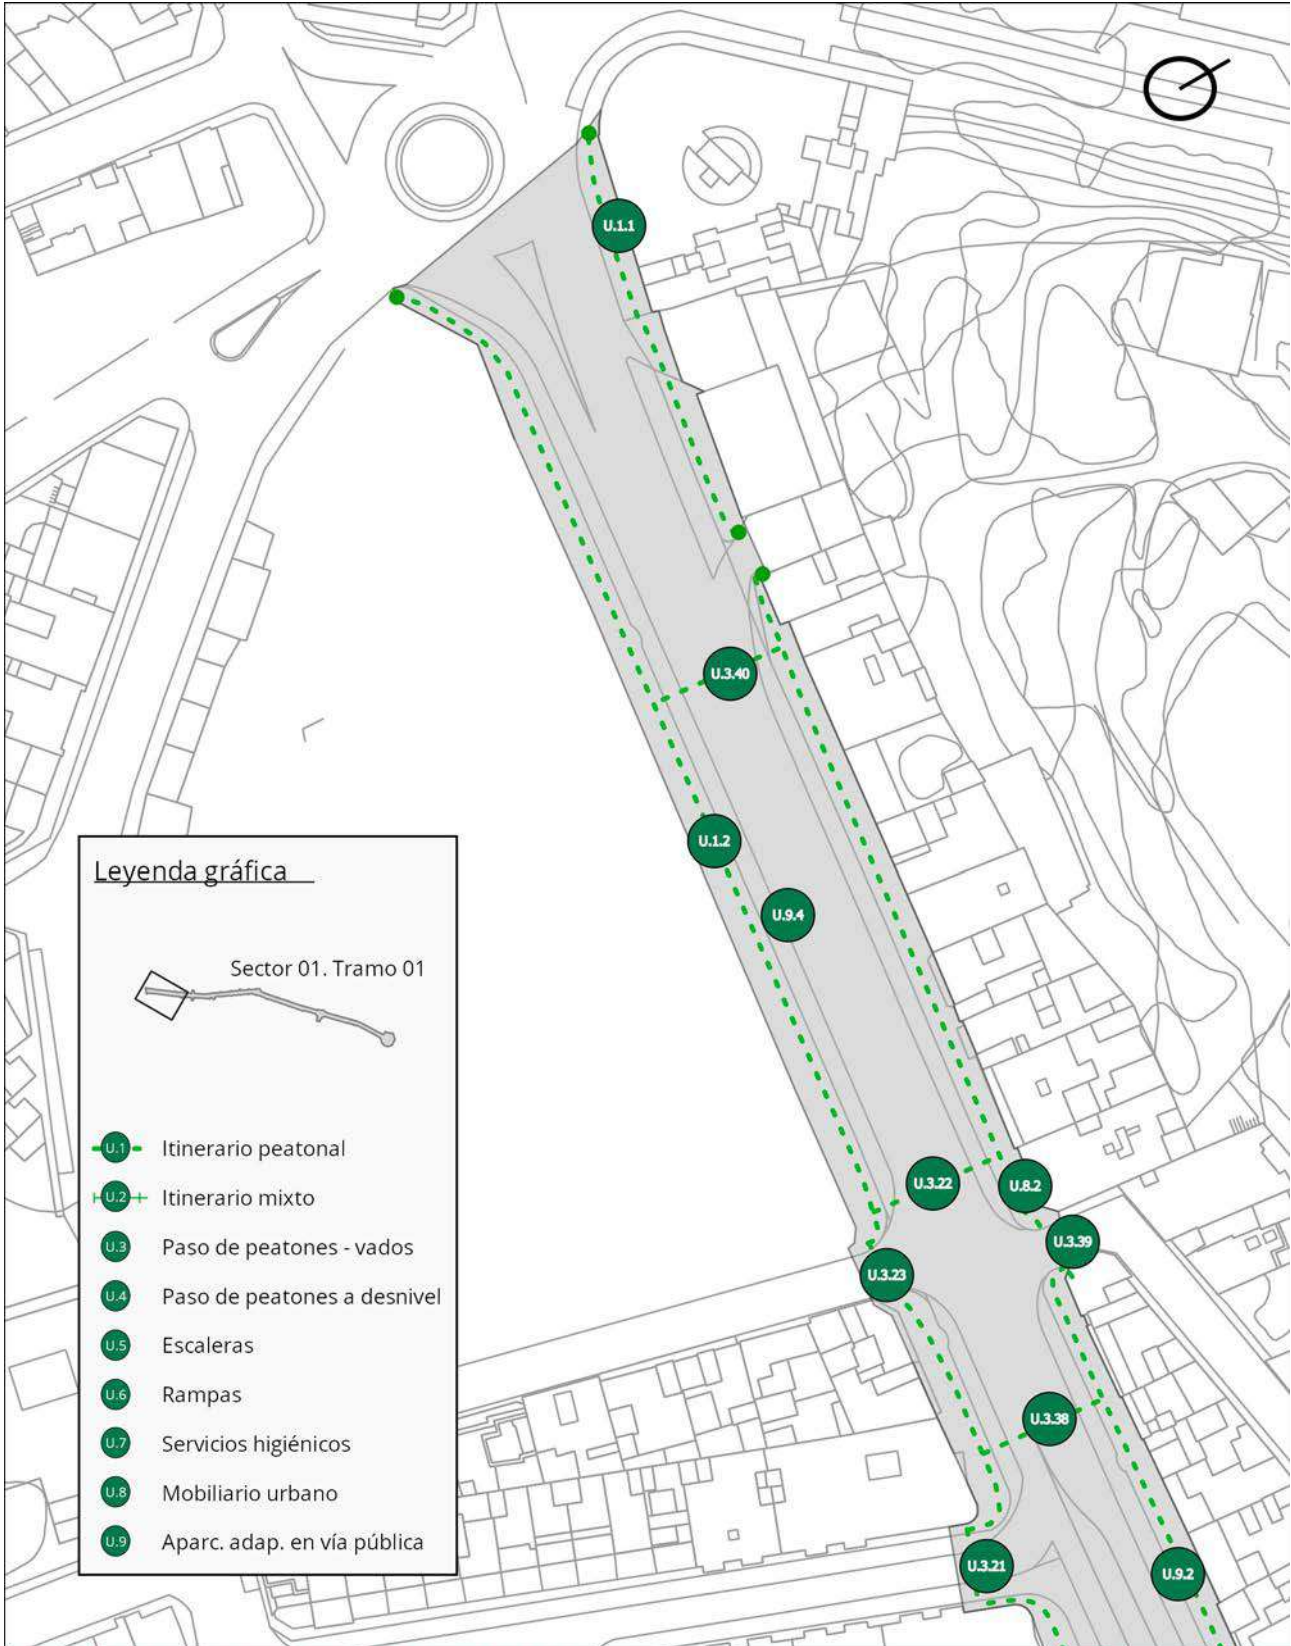 U.1.1
U.3.40
U.1.2
U.9.4
U.3.22
U.8.2
U.3.39
U.3.23
U.3.38
U.3.21
U.9.2
Leyenda gráfica
Sector 01. Tramo 01
U.1 Itinerario peatonal
U.2 Itinerario mixto
U.3 Paso de peatones - vados
U.4 Paso de peatones a desnivel
U.5 Escaleras
U.6 Rampas
U.7 Servicios higiénicos
U.8 Mobiliario urbano
U.9 Aparc. adap. en vía pública